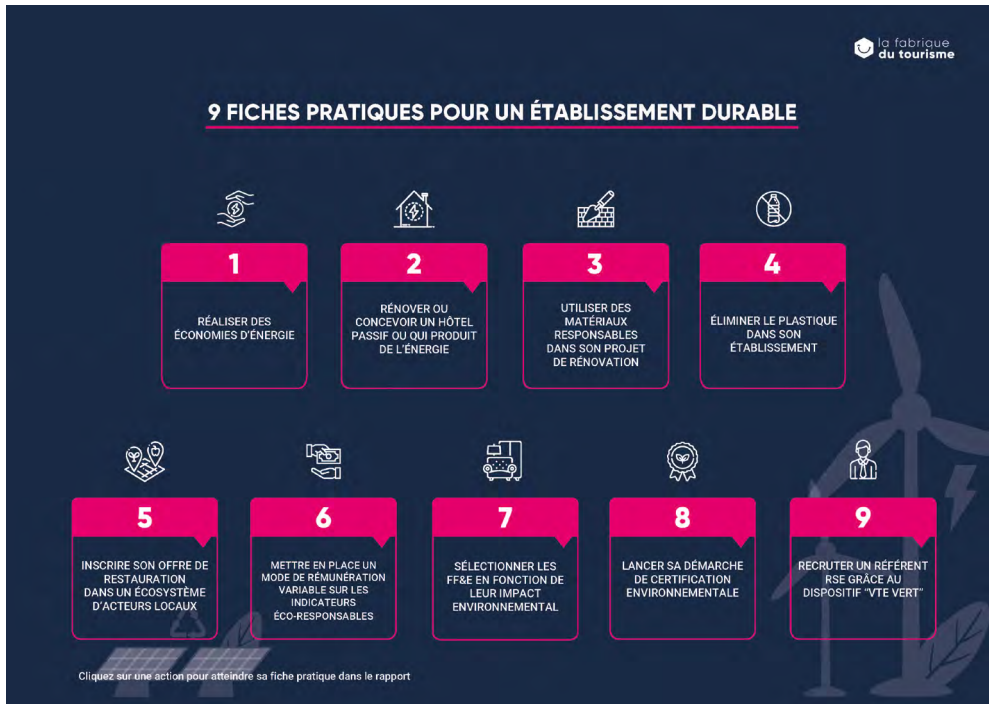 la fabrique
du tourisme
9 FICHES PRATIQUES POUR UN ÉTABLISSEMENT DURABLE
1
RÉALISER DES
ÉCONOMIES D'ÉNERGIE
2
RÉNOVER OU
CONCEVOIR UN HÔTEL
PASSIF OU QUI PRODUIT
DE L'ÉNERGIE
3
UTILISER DES
MATÉRIAUX
RESPONSABLES
DANS SON PROJET
DE RÉNOVATION
4
ÉLIMINER LE PLASTIQUE
DANS SON
ÉTABLISSEMENT
5
INSCRIRE SON OFFRE DE
RESTAURATION
DANS UN ÉCOSYSTÈME
D'ACTEURS LOCAUX
6
METTRE EN PLACE UN
MODE DE RÉMUNÉRATION
VARIABLE SUR LES
INDICATEURS
ÉCO-RESPONSABLES
7
SÉLECTIONNER LES
FF&E EN FONCTION DE
LEUR IMPACT
ENVIRONNEMENTAL
8
LANCER SA DÉMARCHE
DE CERTIFICATION
ENVIRONNEMENTALE
9
RECRUTER UN RÉFÉRENT
RSE GRÂCE AU
DISPOSITIF "VTE VERT"
Cliquez sur une action pour atteindre sa fiche pratique dans le rapport